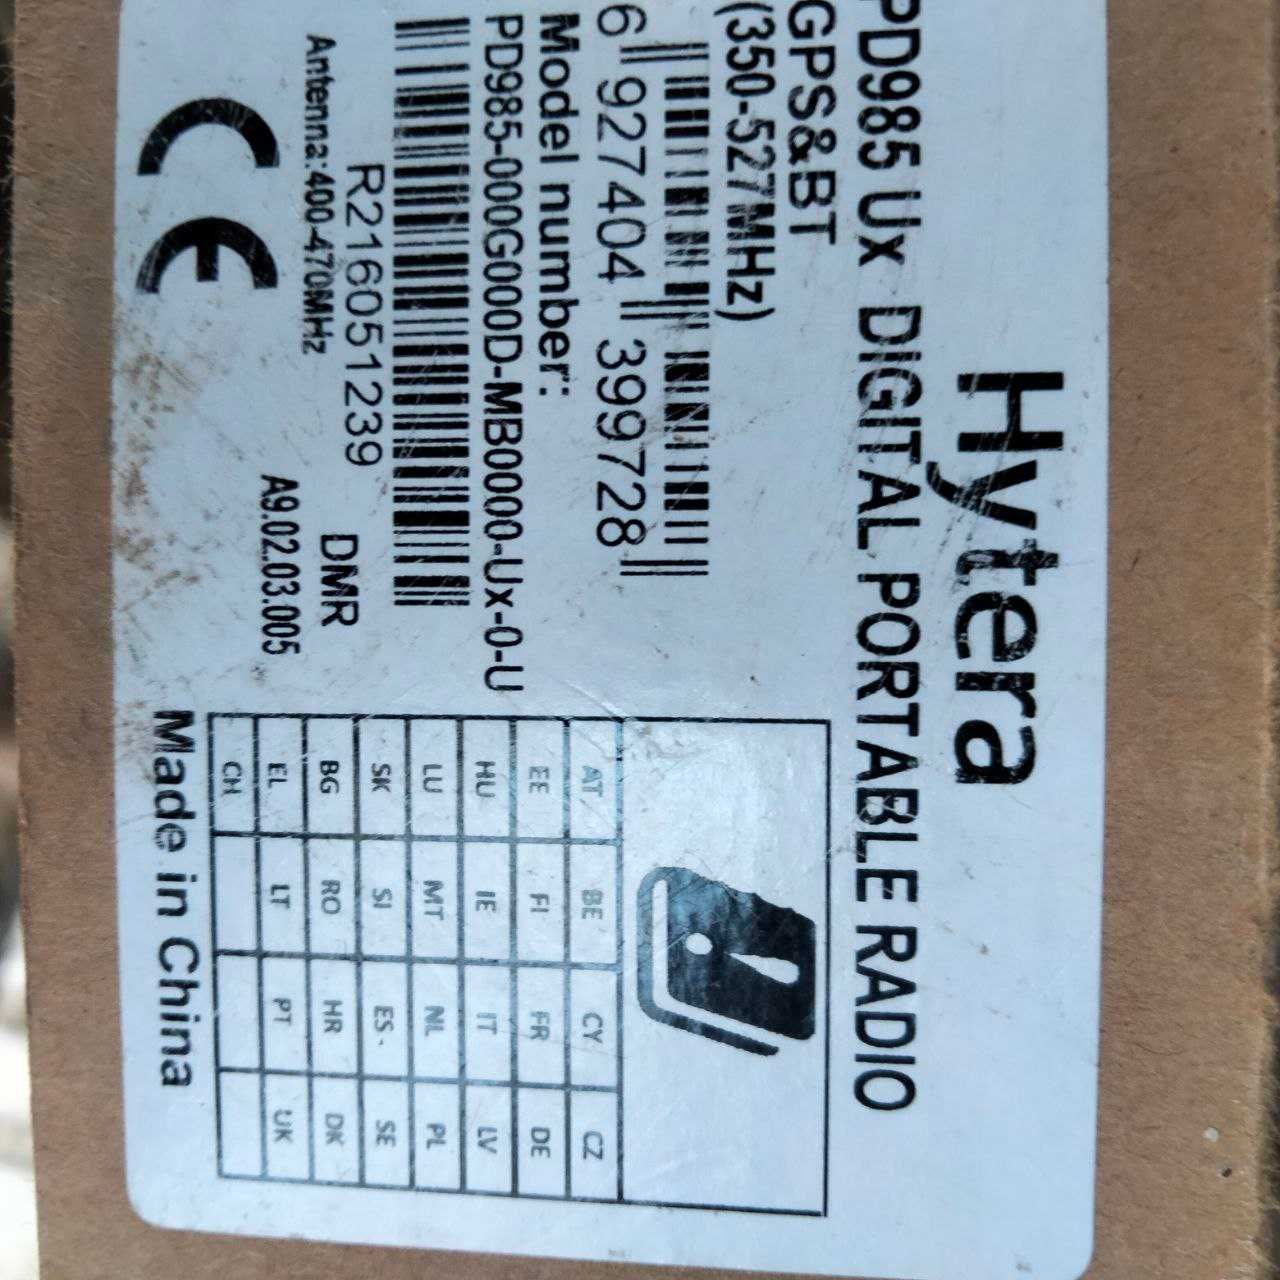 Hytera
PD985 Ux DIGITAL PORTABLE RADIO
GPS&BT
(350-527MHz)
6 927404 399728
Model number:
PD985-000G000D-MB0000-Ux-0-U
R216051239
DMR
Antenna:400-470MHz
A9.02.03.005
CE
AT BE CY CZ
EE FI FR DE
HU IE IT LV
LU MT NL PL
SK SI ES- SE
BG RO HR DK
EL LT PT UK
CH
Made in China